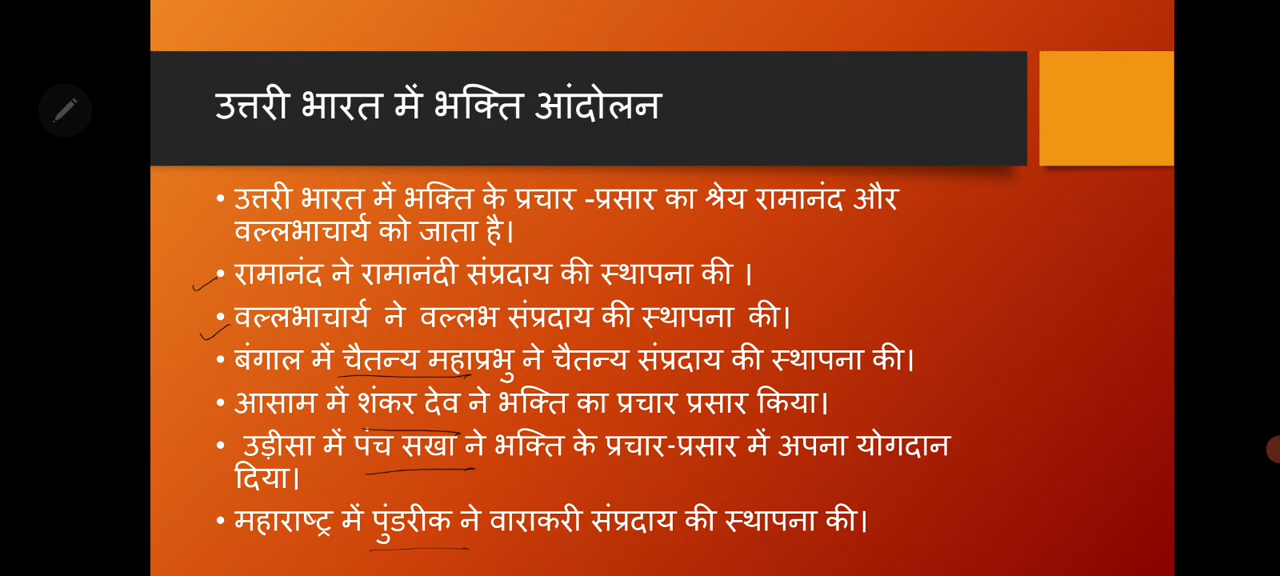 उत्तरी भारत में भक्ति आंदोलन
• उत्तरी भारत में भक्ति के प्रचार -प्रसार का श्रेय रामानंद और
वल्लभाचार्य को जाता है।
• रामानंद ने रामानंदी संप्रदाय की स्थापना की ।
• वल्लभाचार्य ने वल्लभ संप्रदाय की स्थापना की।
• बंगाल में चैतन्य महाप्रभु ने चैतन्य संप्रदाय की स्थापना की।
• आसाम में शंकर देव ने भक्ति का प्रचार प्रसार किया।
• उड़ीसा में पंच सखा ने भक्ति के प्रचार-प्रसार में अपना योगदान
दिया।
• महाराष्ट्र में पुंडरीक ने वाराकरी संप्रदाय की स्थापना की।